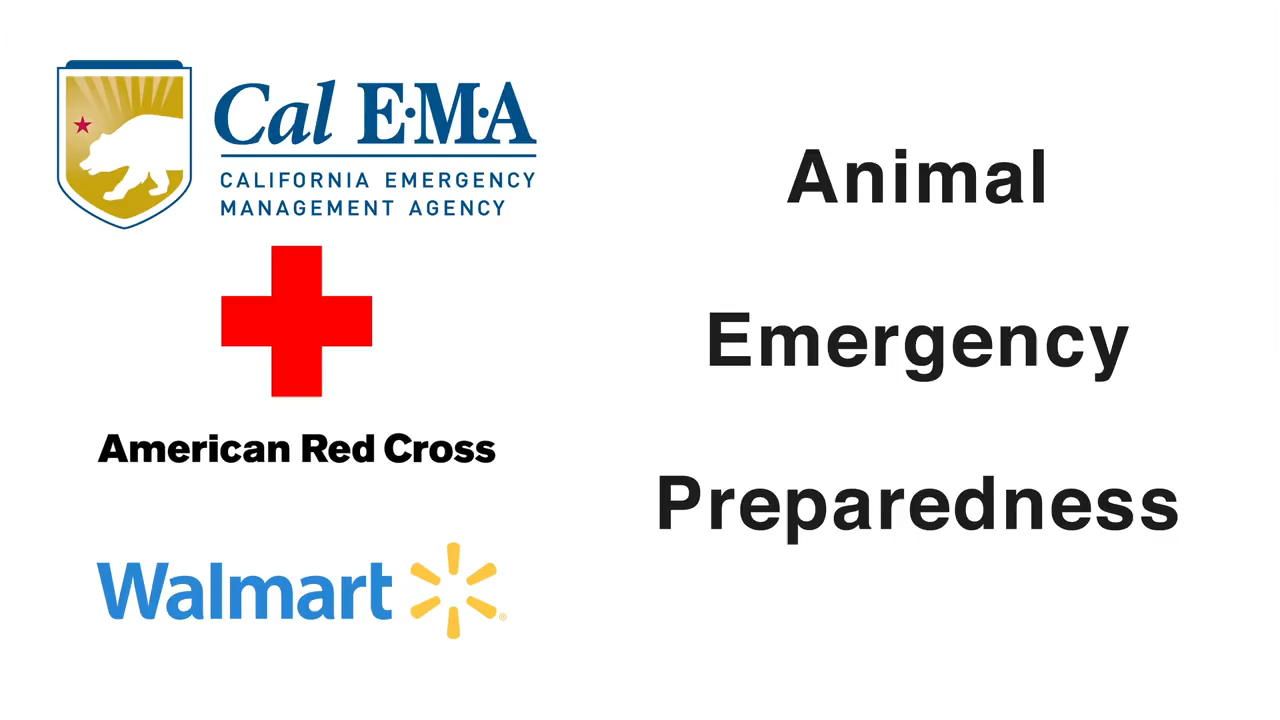 Cal E·M·A
CALIFORNIA EMERGENCY
MANAGEMENT AGENCY
American Red Cross
Walmart
®
Animal
Emergency
Preparedness